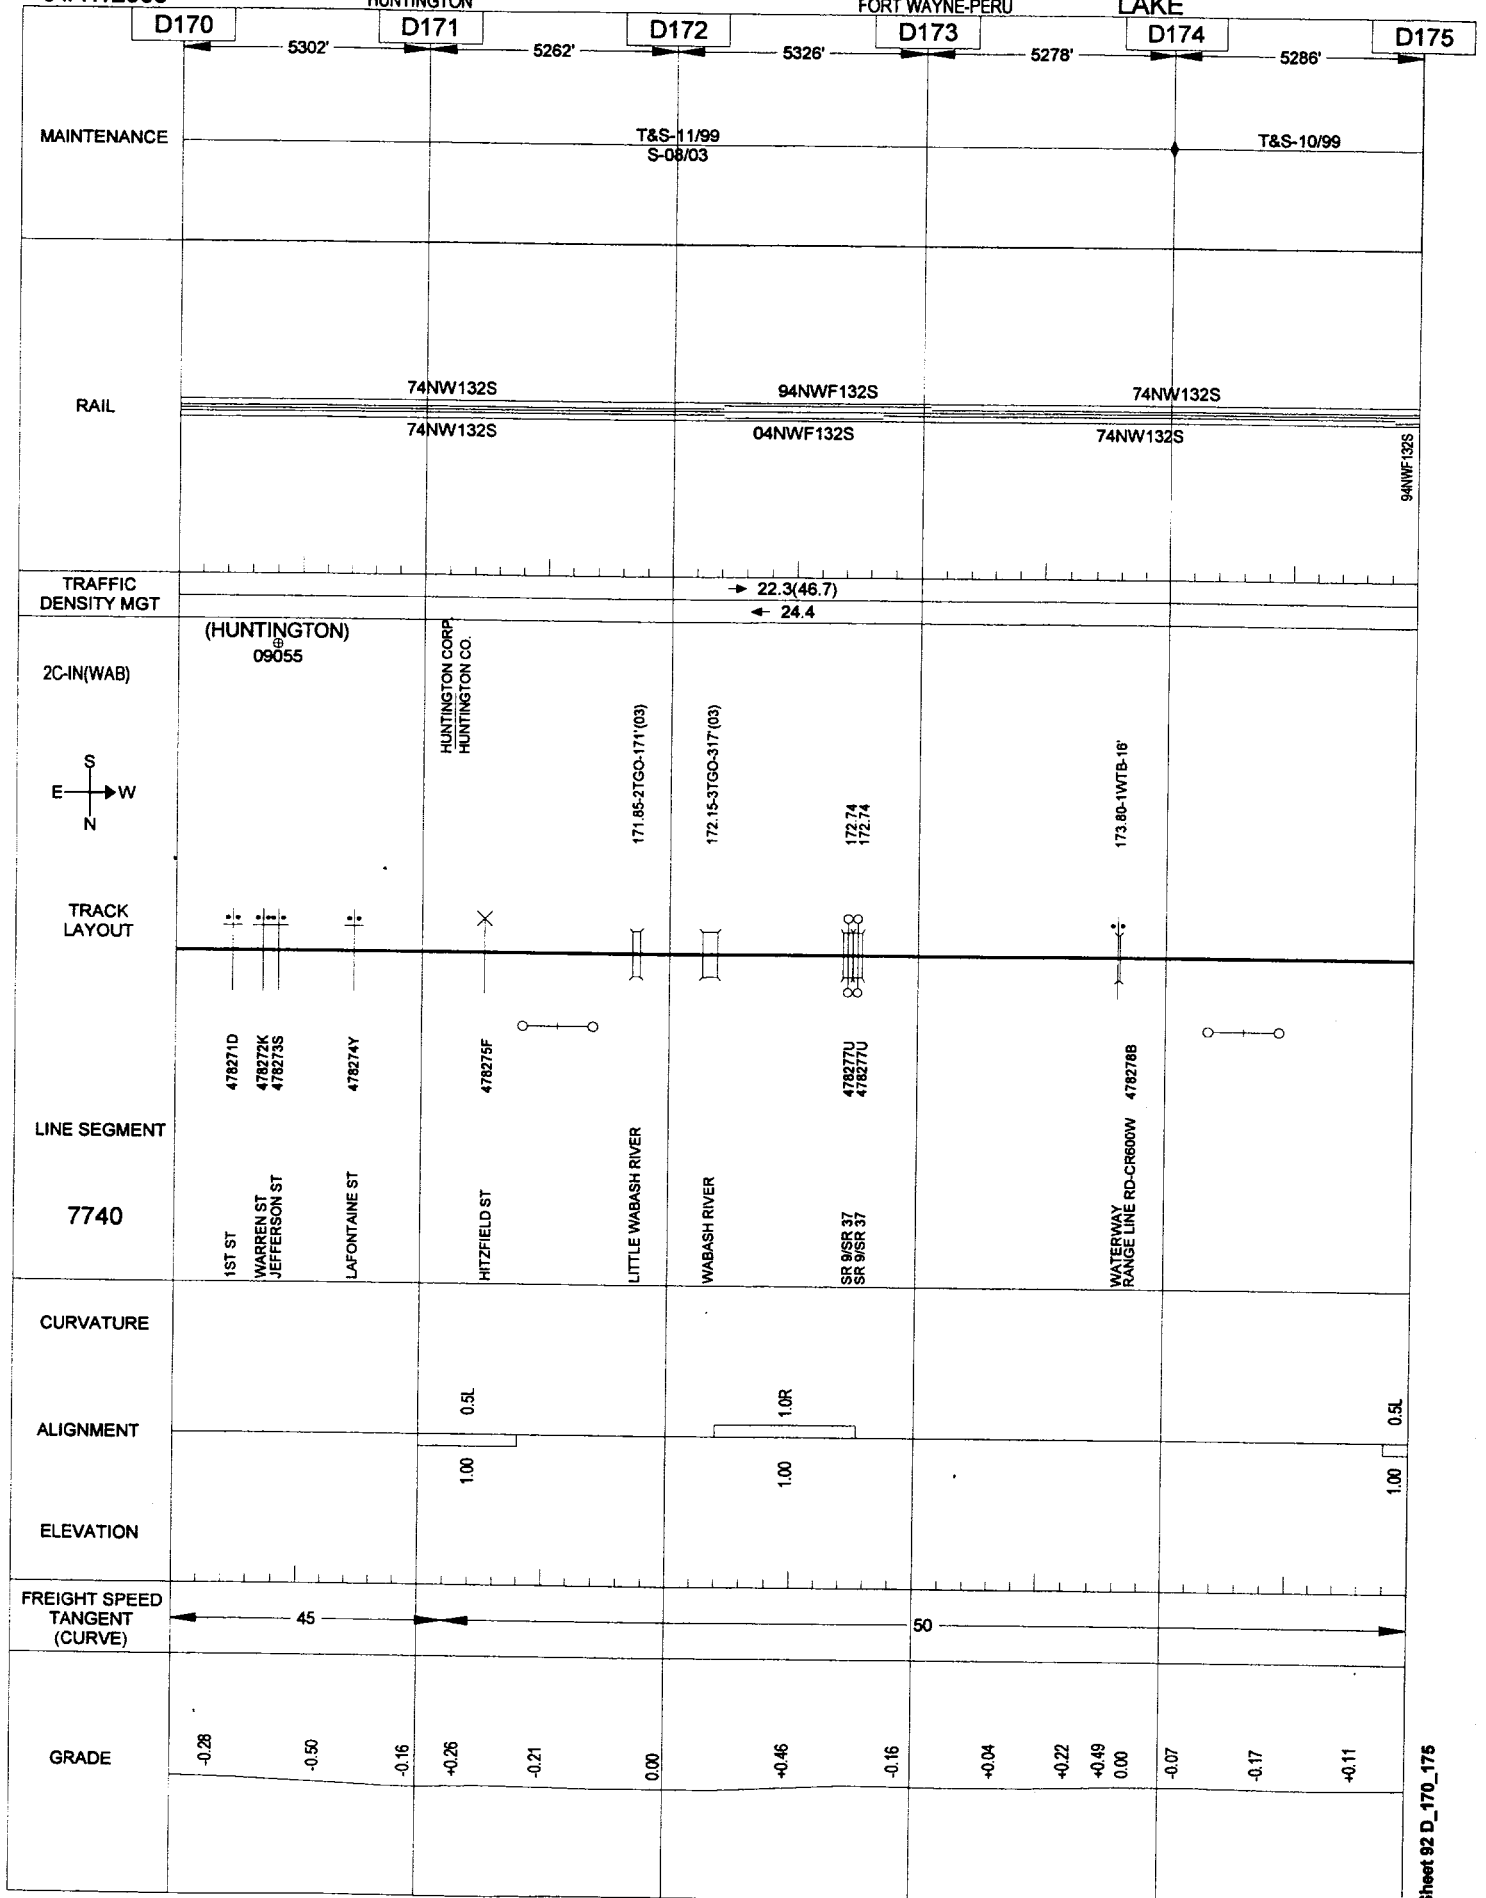 HUNTINGTON
FORT WAYNE-PERU
LAKE
D170
D171
D172
D173
D174
D175
5302'
5262'
5326'
5278'
5286'
MAINTENANCE
T&S-11/99
S-08/03
T&S-10/99
RAIL
74NW132S
94NWF132S
74NW132S
74NW132S
04NWF132S
74NW132S
94NWF132S
TRAFFIC
DENSITY MGT
→ 22.3(46.7)
← 24.4
2C-IN(WAB)
(HUNTINGTON)
09055
HUNTINGTON CORP.
HUNTINGTON CO.
171.85-2TGO-171'(03)
172.15-3TGO-317'(03)
172.74
172.74
173.80-1WTB-16'
S
E
W
N
TRACK
LAYOUT
478271D
478272K
478273S
478274Y
478275F
478277U
478277U
478278B
LINE SEGMENT
7740
1ST ST
WARREN ST
JEFFERSON ST
LAFONTAINE ST
HITZFIELD ST
LITTLE WABASH RIVER
WABASH RIVER
SR 9/SR 37
SR 9/SR 37
WATERWAY
RANGE LINE RD-CR600W
CURVATURE
0.5L
1.0R
0.5L
ALIGNMENT
1.00
1.00
1.00
ELEVATION
FREIGHT SPEED
TANGENT
(CURVE)
45
50
GRADE
-0.28
-0.50
-0.16
+0.26
-0.21
0.00
+0.46
-0.16
+0.04
+0.22
+0.49
0.00
-0.07
-0.17
+0.11
Sheet 92 D_170_175